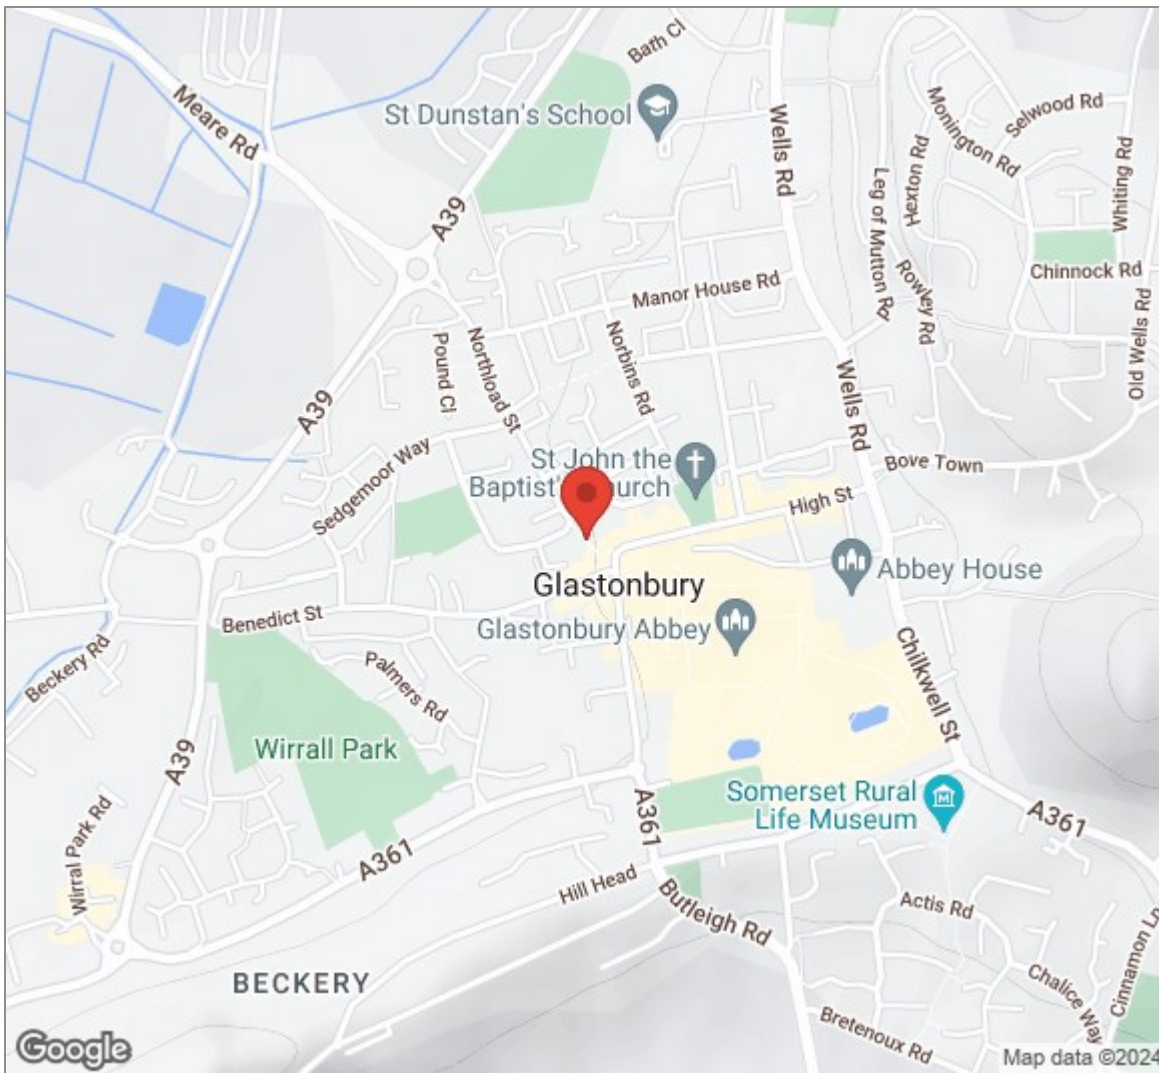 Bath Cl
St Dunstan's School
Meare Rd
A39
Wells Rd
Leg of Mutton Rd
Hexton Rd
Monington Rd
Selwood Rd
Whiting Rd
Chinnock Rd
Rowley Rd
Old Wells Rd
Manor House Rd
Norbins Rd
Northload St
Pound Cl
A39
Sedgemoor Way
Wells Rd
Bove Town
St John the
Baptist's Church
High St
Abbey House
Glastonbury
Glastonbury Abbey
Benedict St
Beckery Rd
Palmers Rd
Chilkwell St
Wirrall Park
A39
Somerset Rural
Life Museum
A361
A361
Wirral Park Rd
A361
Hill Head
Butleigh Rd
Actis Rd
Cinnamon Ln
Chalice Way
BECKERY
Bretenoux Rd
Google
Map data ©2024